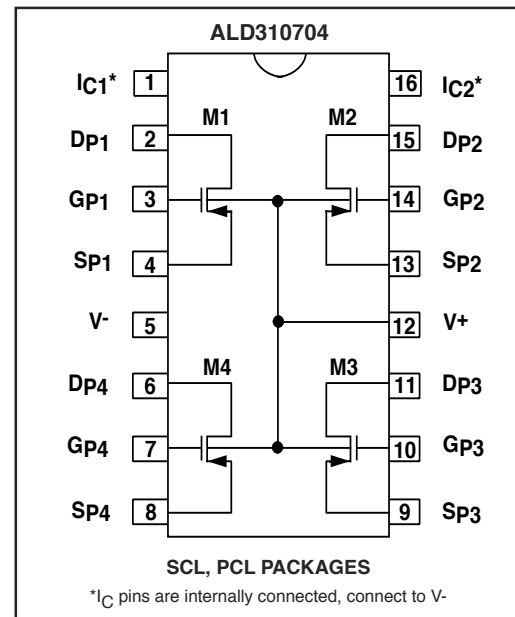 ALD310704
IC1* 1 16 IC2*
M1 M2
DP1 2 15 DP2
GP1 3 14 GP2
SP1 4 13 SP2
V- 5 12 V+
M4 M3
DP4 6 11 DP3
GP4 7 10 GP3
SP4 8 9 SP3
SCL, PCL PACKAGES
*IC pins are internally connected, connect to V-